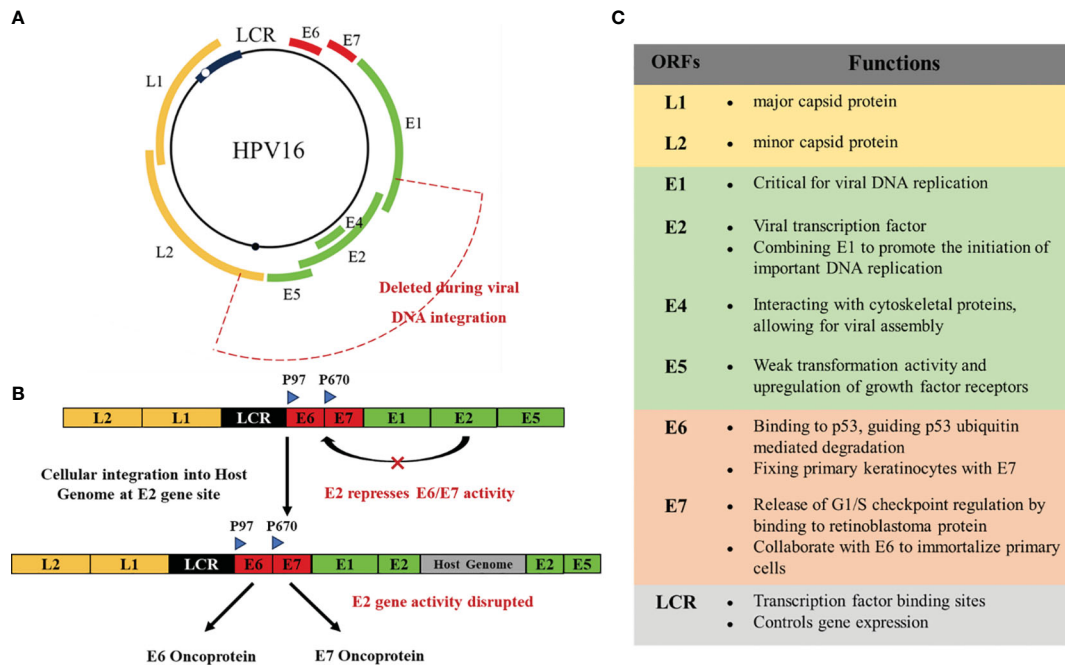 A
LCR
E6
E7
L1
E1
HPV16
E4
L2
E2
E5
Deleted during viral
DNA integration
B
P97 P670
L2 L1 LCR E6 E7 E1 E2 E5
Cellular integration into Host
Genome at E2 gene site
E2 represses E6/E7 activity
P97 P670
L2 L1 LCR E6 E7 E1 E2 Host Genome E2 E5
E2 gene activity disrupted
E6 Oncoprotein E7 Oncoprotein
C
ORFs Functions
L1 • major capsid protein
L2 • minor capsid protein
E1 • Critical for viral DNA replication
E2 • Viral transcription factor
• Combining E1 to promote the initiation of
important DNA replication
E4 • Interacting with cytoskeletal proteins,
allowing for viral assembly
E5 • Weak transformation activity and
upregulation of growth factor receptors
E6 • Binding to p53, guiding p53 ubiquitin
mediated degradation
• Fixing primary keratinocytes with E7
E7 • Release of G1/S checkpoint regulation by
binding to retinoblastoma protein
• Collaborate with E6 to immortalize primary
cells
LCR • Transcription factor binding sites
• Controls gene expression